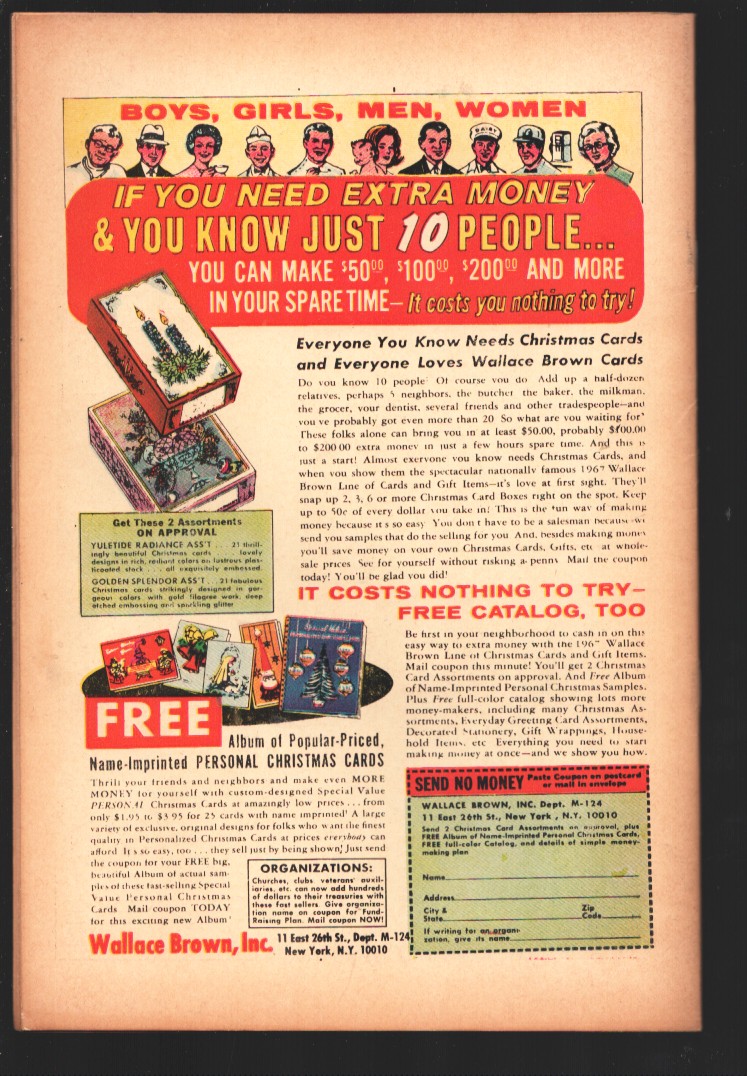 BOYS, GIRLS, MEN, WOMEN
DAIRY
IF YOU NEED EXTRA MONEY
& YOU KNOW JUST 10 PEOPLE...
YOU CAN MAKE $50.00, $100.00, $200.00 AND MORE
IN YOUR SPARE TIME— It costs you nothing to try!
Everyone You Know Needs Christmas Cards
and Everyone Loves Wallace Brown Cards
Do you know 10 people? Of course you do Add up a half-dozen
relatives, perhaps 5 neighbors, the butcher the baker, the milkman,
the grocer, your dentist, several friends and other tradespeople—and
you've probably got even more than 20 So what are you waiting for?
These folks alone can bring you in at least $50.00, probably $100.00
to $200 00 extra money in just a few hours spare time. And this is
just a start! Almost everyone you know needs Christmas Cards, and
when you show them the spectacular nationally famous 1967 Wallace
Brown Line of Cards and Gift Items—it's love at first sight. They'll
snap up 2, 3, 6 or more Christmas Card Boxes right on the spot. Keep
up to 50c of every dollar you take in! This is the fun way of making
money because it's so easy You don't have to be a salesman because we
send you samples that do the selling for you And, besides making money
you'll save money on your own Christmas Cards, Gifts, etc at whole-
sale prices See for yourself without risking a penny Mail the coupon
today! You'll be glad you did!
Get These 2 Assortments
ON APPROVAL
YULETIDE RADIANCE ASS'T . . . 21 thrill-
ingly beautiful Christmas cards . . . lovely
designs in rich, radiant colors on lustrous plas-
ticoated stock . . . all exquisitely embossed.
GOLDEN SPLENDOR ASS'T . . . 21 fabulous
Christmas cards strikingly designed in gor-
geous colors with gold filagree work, deep
etched embossing and sparkling glitter
IT COSTS NOTHING TO TRY—
FREE CATALOG, TOO
Be first in your neighborhood to cash in on this
easy way to extra money with the 1967 Wallace
Brown Line of Christmas Cards and Gift Items.
Mail coupon this minute! You'll get 2 Christmas
Card Assortments on approval. And Free Album
of Name-Imprinted Personal Christmas Samples.
Plus Free full-color Catalog showing lots more
money-makers, including many Christmas As-
sortments, Everyday Greeting Card Assortments,
Decorated Stationery, Gift Wrappings, House-
hold Items, etc Everything you need to start
making money at once—and we show you how.
FREE
Album of Popular-Priced,
Name-Imprinted PERSONAL CHRISTMAS CARDS
Thrill your friends and neighbors and make even MORE
MONEY for yourself with custom-designed Special Value
PERSONAL Christmas Cards at amazingly low prices . . . from
only $1.95 to $3 95 for 25 cards with name imprinted! A large
variety of exclusive, original designs for folks who want the finest
quality in Personalized Christmas Cards at prices everybody can
afford It's so easy, too . . . they sell just by being shown! Just send
the coupon for your FREE big,
beautiful Album of actual sam-
ples of these fast-selling Special
Value Personal Christmas
Cards Mail coupon TODAY
for this exciting new Album!
ORGANIZATIONS:
Churches, clubs veterans' auxil-
iaries, etc. can now add hundreds
of dollars to their treasuries with
these fast sellers. Give organiza-
tion name on coupon for Fund-
Raising Plan. Mail coupon NOW!
Wallace Brown, Inc. 11 East 26th St., Dept. M-124
New York, N.Y. 10010
SEND NO MONEY Paste Coupon on postcard
or mail in envelope
WALLACE BROWN, INC. Dept. M-124
11 East 26th St., New York , N.Y. 10010
Send 2 Christmas Card Assortments on approval, plus
FREE Album of Name-Imprinted Personal Christmas Cards,
FREE full-color Catalog, and details of simple money-
making plan
Name
Address
City &
State
Zip
Code
If writing for an organi-
zation, give its name